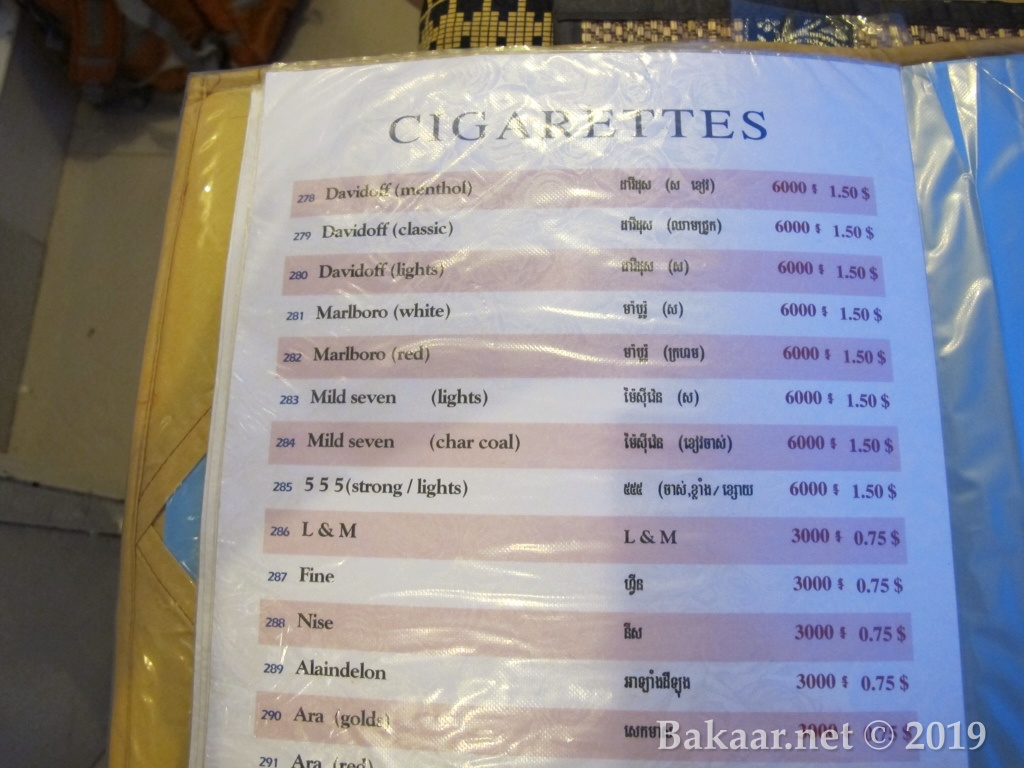 CIGARETTES
278 Davidoff (menthol) ដាវីដុស (ស ខៀវ) 6000 ៛ 1.50 $
279 Davidoff (classic) ដាវីដុស (ឈាមជ្រូក) 6000 ៛ 1.50 $
280 Davidoff (lights) ដាវីដុស (ស) 6000 ៛ 1.50 $
281 Marlboro (white) ម៉ាបូរ៉ូ (ស) 6000 ៛ 1.50 $
282 Marlboro (red) ម៉ាបូរ៉ូ (ក្រហម) 6000 ៛ 1.50 $
283 Mild seven (lights) ម៉ៃស៊ីវេន (ស) 6000 ៛ 1.50 $
284 Mild seven (char coal) ម៉ៃស៊ីវេន (ខៀវចាស់) 6000 ៛ 1.50 $
285 5 5 5 (strong / lights) ៥៥៥ (ចាស់,ខ្លាំង/ខ្សោយ 6000 ៛ 1.50 $
286 L & M L & M 3000 ៛ 0.75 $
287 Fine ហ្វីន 3000 ៛ 0.75 $
288 Nise នីស 3000 ៛ 0.75 $
289 Alaindelon អាឡាំងដឺឡុង 3000 ៛ 0.75 $
290 Ara (golds) 3000 ៛ 0.75 $
291 Ara (red)
Bakaar.net © 2019